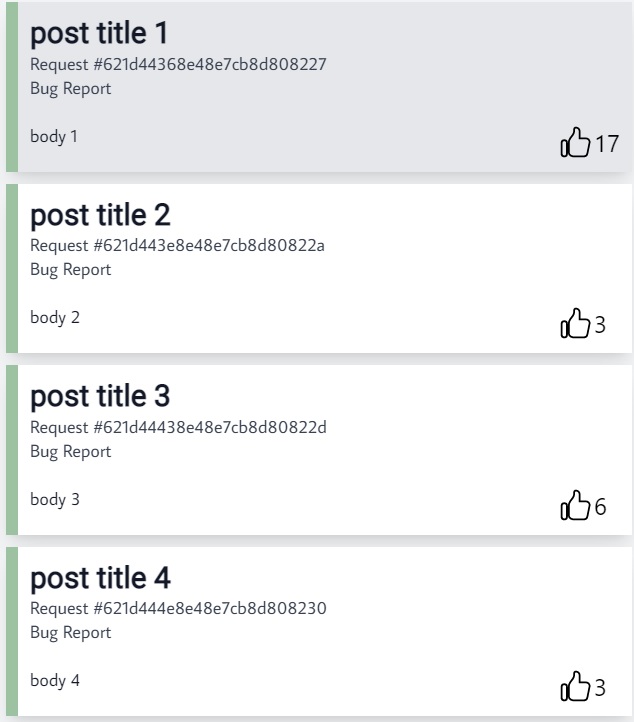 post title 1
Request #621d44368e48e7cb8d808227
Bug Report
body 1
17
post title 2
Request #621d443e8e48e7cb8d80822a
Bug Report
body 2
3
post title 3
Request #621d44438e48e7cb8d80822d
Bug Report
body 3
6
post title 4
Request #621d444e8e48e7cb8d808230
Bug Report
body 4
3